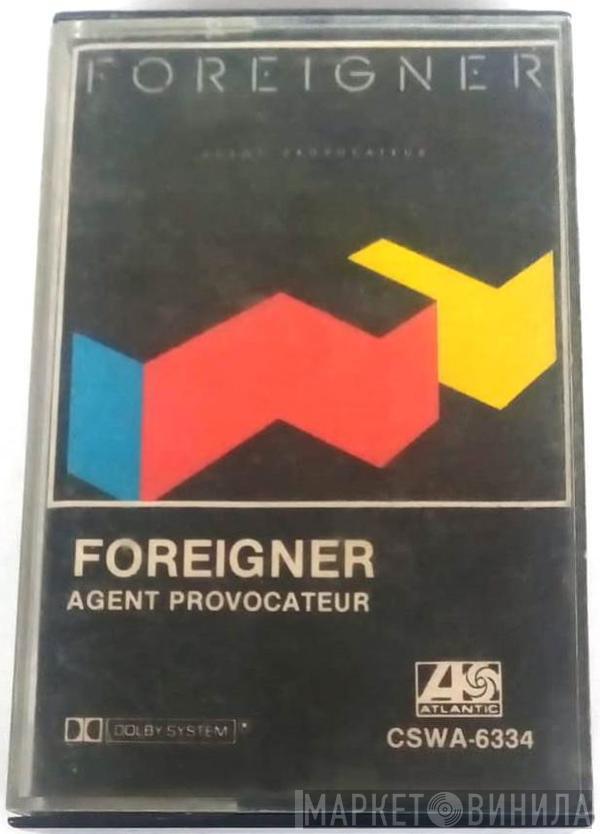 FOREIGNER
AGENT PROVOCATEUR
FOREIGNER
AGENT PROVOCATEUR
ATLANTIC
DOLBY SYSTEM
CSWA-6334
МАРКЕТ ВИНИЛА